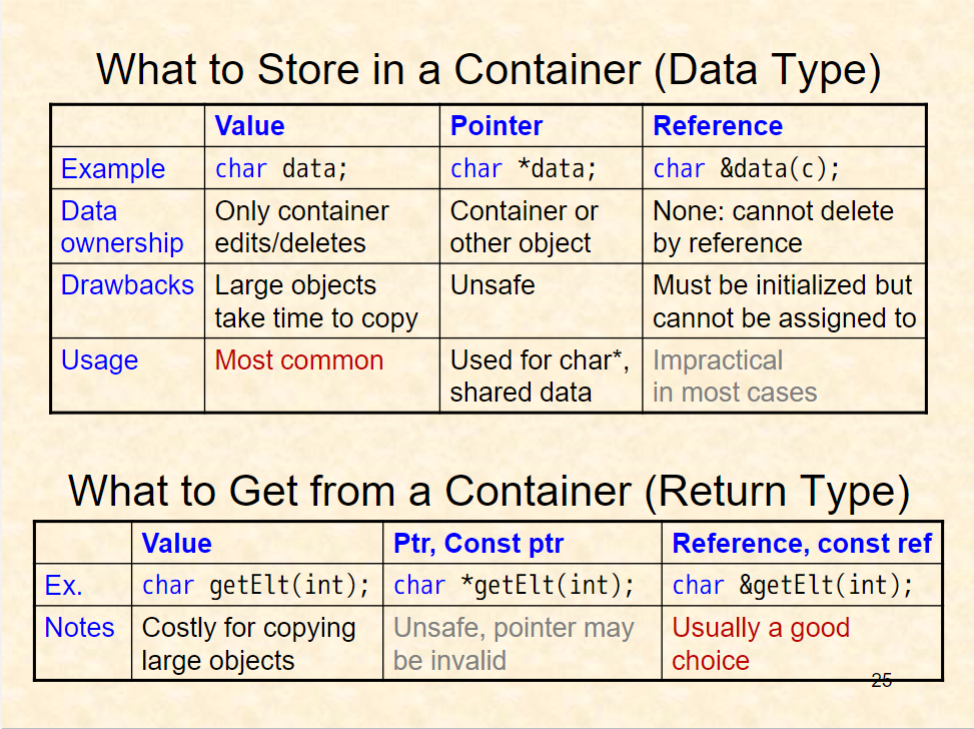 What to Store in a Container (Data Type)
Value Pointer Reference
Example char data; char *data; char &data(c);
Data Only container Container or None: cannot delete
ownership edits/deletes other object by reference
Drawbacks Large objects Unsafe Must be initialized but
take time to copy cannot be assigned to
Usage Most common Used for char*, Impractical
shared data in most cases
What to Get from a Container (Return Type)
Value Ptr, Const ptr Reference, const ref
Ex. char getElt(int); char *getElt(int); char &getElt(int);
Notes Costly for copying Unsafe, pointer may Usually a good
large objects be invalid choice
25